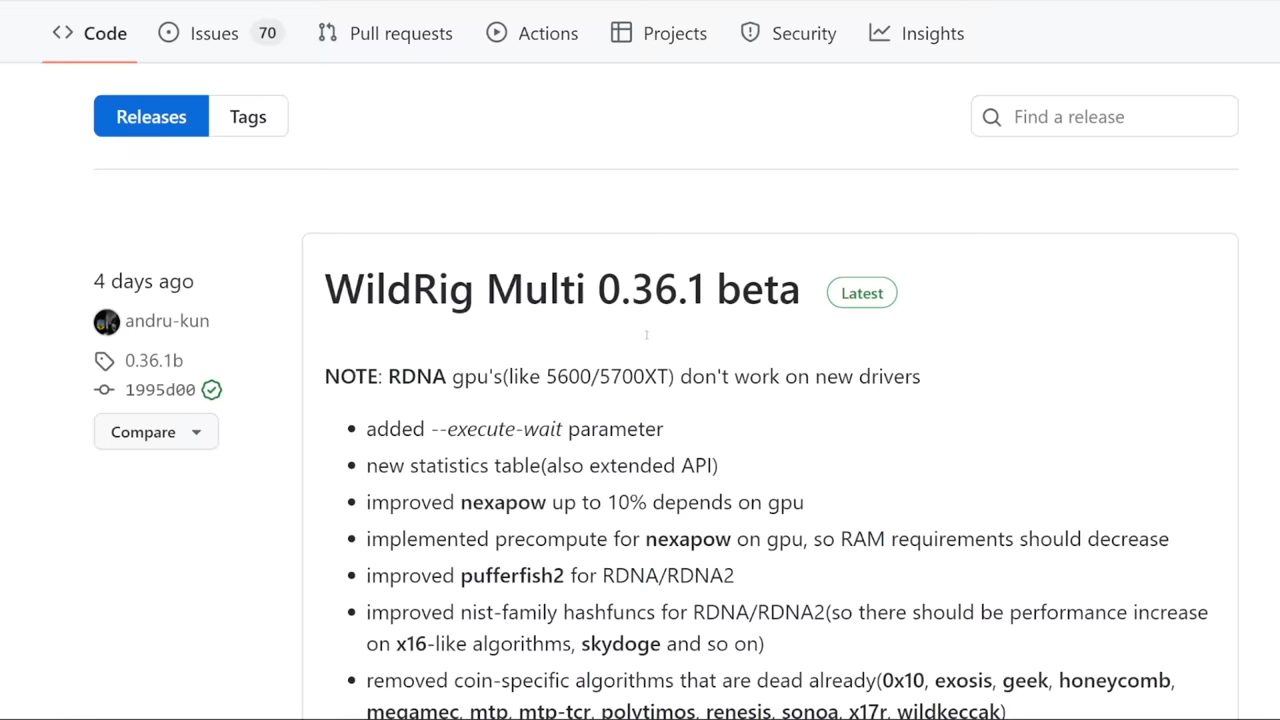 Code Issues 70 Pull requests Actions Projects Security Insights
Releases Tags Find a release
4 days ago
andru-kun
0.36.1b
1995d00
Compare
WildRig Multi 0.36.1 beta Latest
NOTE: RDNA gpu's(like 5600/5700XT) don't work on new drivers
• added --execute-wait parameter
• new statistics table(also extended API)
• improved nexapow up to 10% depends on gpu
• implemented precompute for nexapow on gpu, so RAM requirements should decrease
• improved pufferfish2 for RDNA/RDNA2
• improved nist-family hashfuncs for RDNA/RDNA2(so there should be performance increase
on x16-like algorithms, skydoge and so on)
• removed coin-specific algorithms that are dead already(0x10, exosis, geek, honeycomb,
megamec, mtp, mtp-tcr, polytimos, renesis, sonoa, x17r, wildkeccak)